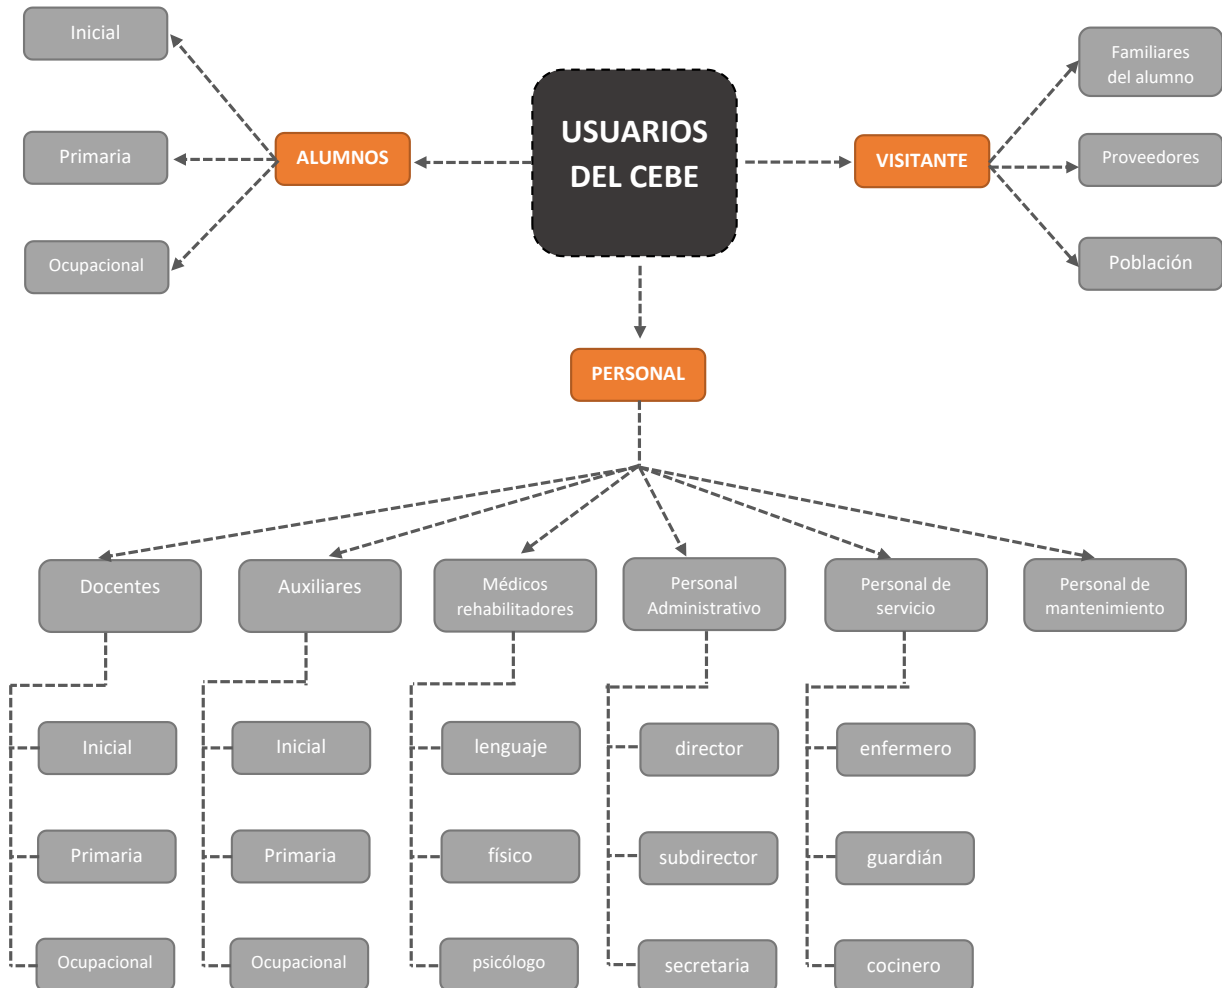 Inicial
Primaria
Ocupacional
ALUMNOS
USUARIOS
DEL CEBE
VISITANTE
Familiares
del alumno
Proveedores
Población
PERSONAL
Docentes
Auxiliares
Médicos
rehabilitadores
Personal
Administrativo
Personal de
servicio
Personal de
mantenimiento
Inicial
Primaria
Ocupacional
Inicial
Primaria
Ocupacional
lenguaje
físico
psicólogo
director
subdirector
secretaria
enfermero
guardián
cocinero